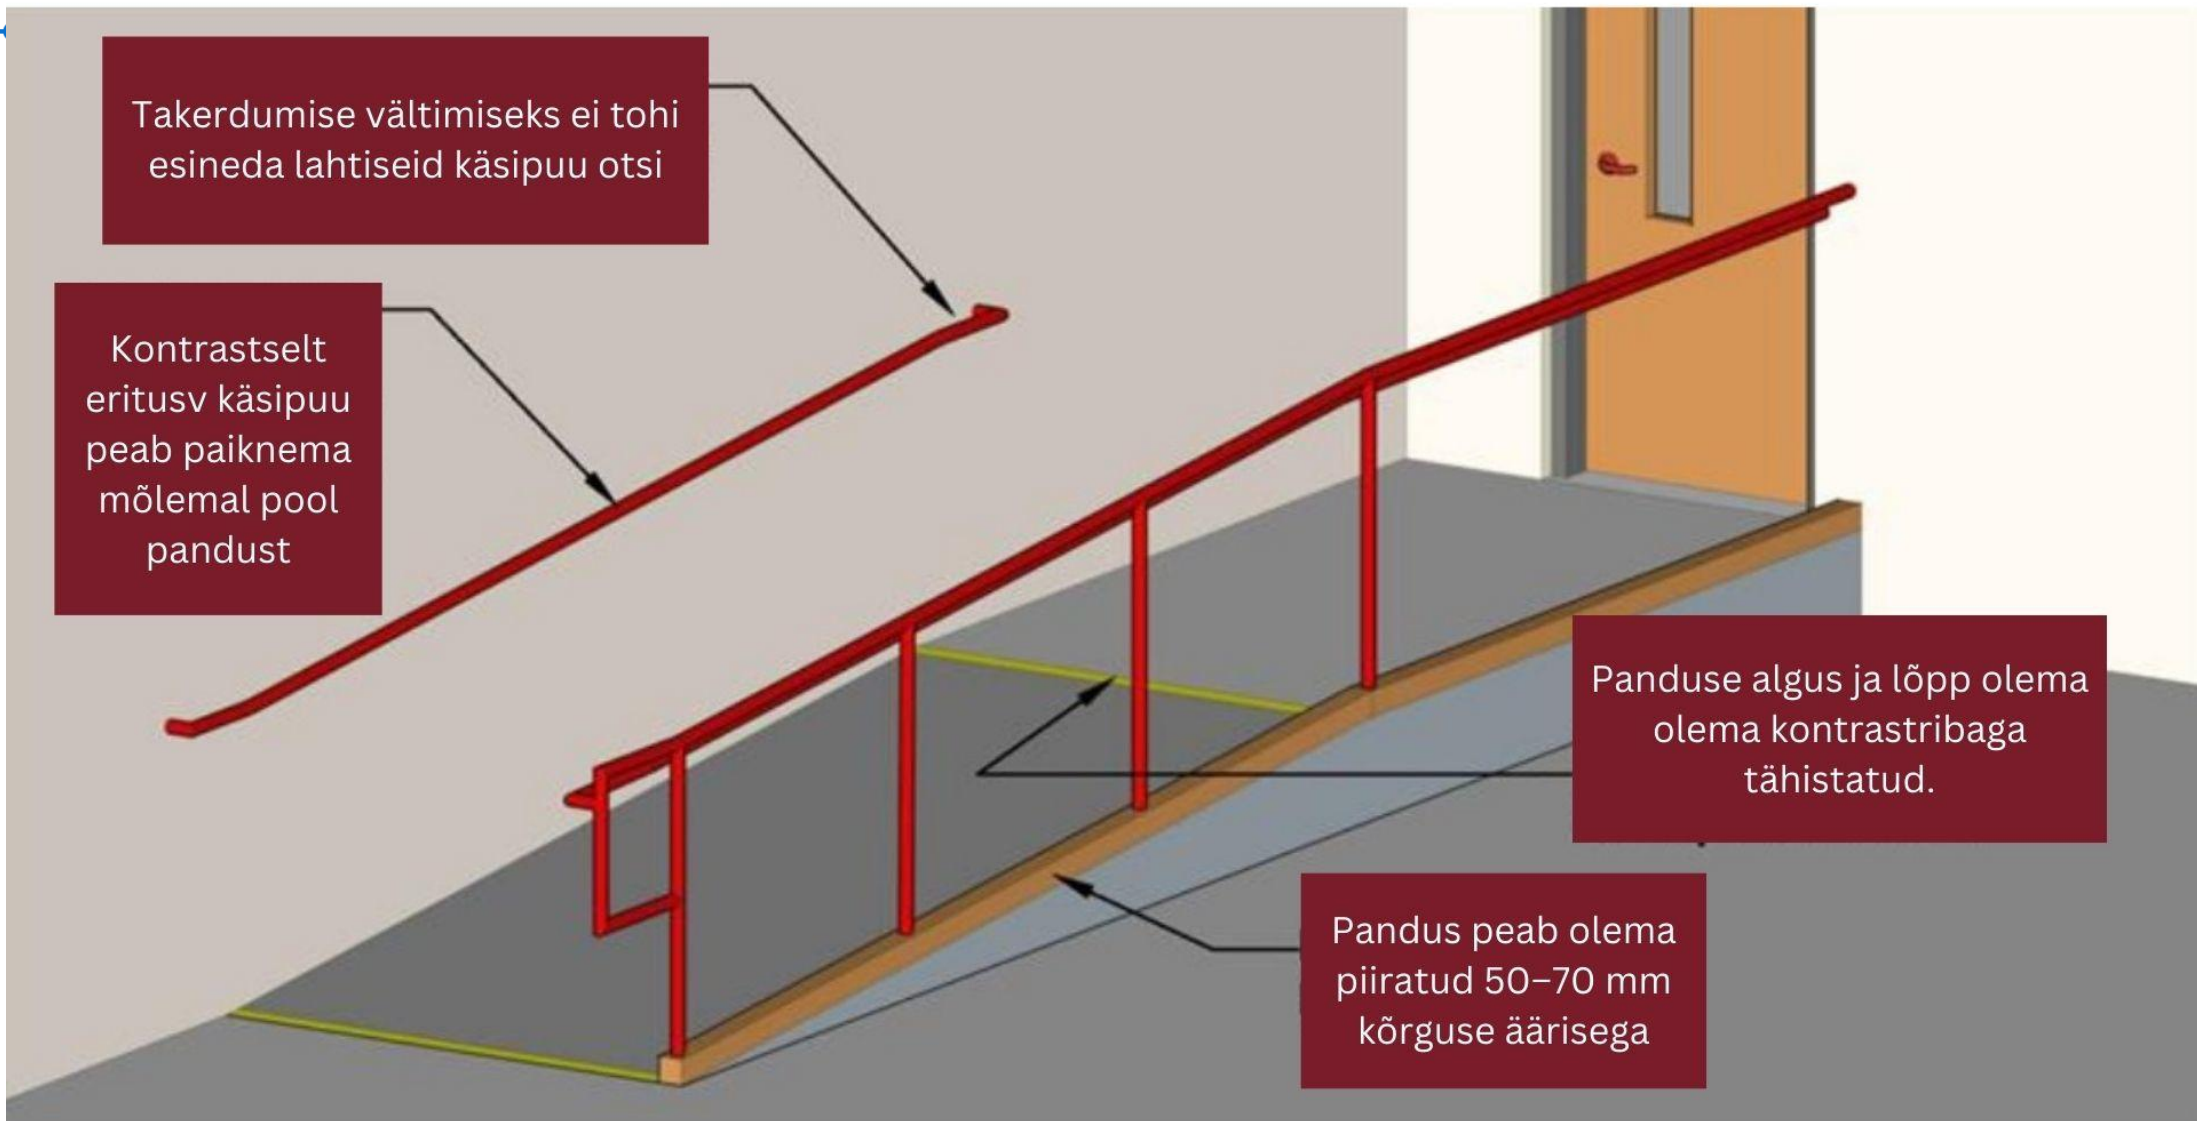 Takerdumise vältimiseks ei tohi
esineda lahtiseid käsipuu otsi
Kontrastselt
eritusv käsipuu
peab paiknema
mõlemal pool
pandust
Panduse algus ja lõpp olema
olema kontrastribaga
tähistatud.
Pandus peab olema
piiratud 50–70 mm
kõrguse äärisega